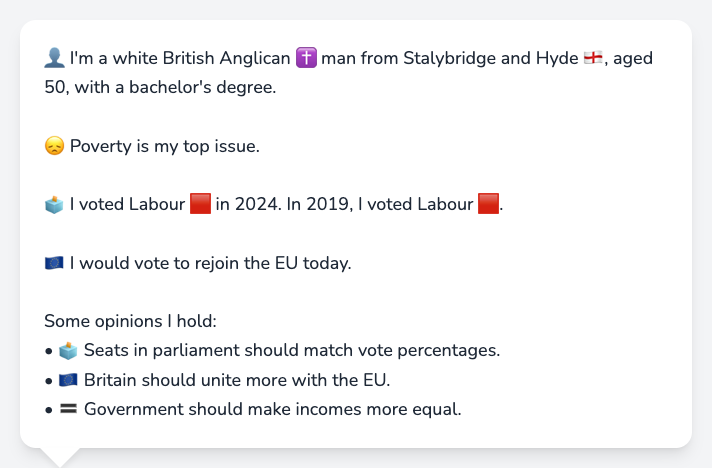 👤 I'm a white British Anglican ✝️ man from Stalybridge and Hyde 🏴󠁧󠁢󠁥󠁮󠁧󠁿, aged
50, with a bachelor's degree.
😞 Poverty is my top issue.
🗳️ I voted Labour 🟥 in 2024. In 2019, I voted Labour 🟥.
🇪🇺 I would vote to rejoin the EU today.
Some opinions I hold:
• 🗳️ Seats in parliament should match vote percentages.
• 🇪🇺 Britain should unite more with the EU.
• 🟰 Government should make incomes more equal.